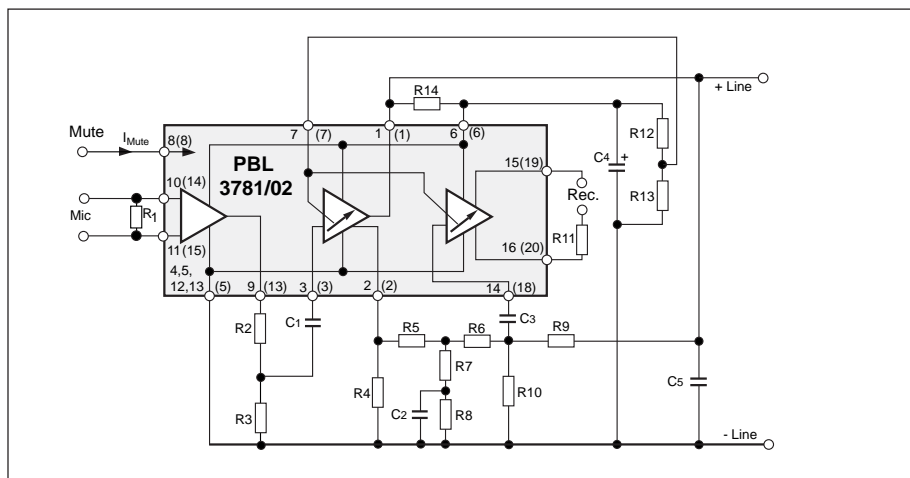 R14
+ Line
Mute
I Mute
8(8)
7 (7)
1 (1)
6 (6)
R12
PBL
3781/02
15(19)
C4
+
10(14)
Rec.
R13
Mic
R1
R11
11(15)
16 (20)
4,5,
12,13 (5)
9 (13)
3 (3)
2 (2)
14 (18)
C1
C3
R2
R5
R6
R9
R7
R4
R10
C5
R3
C2
R8
- Line